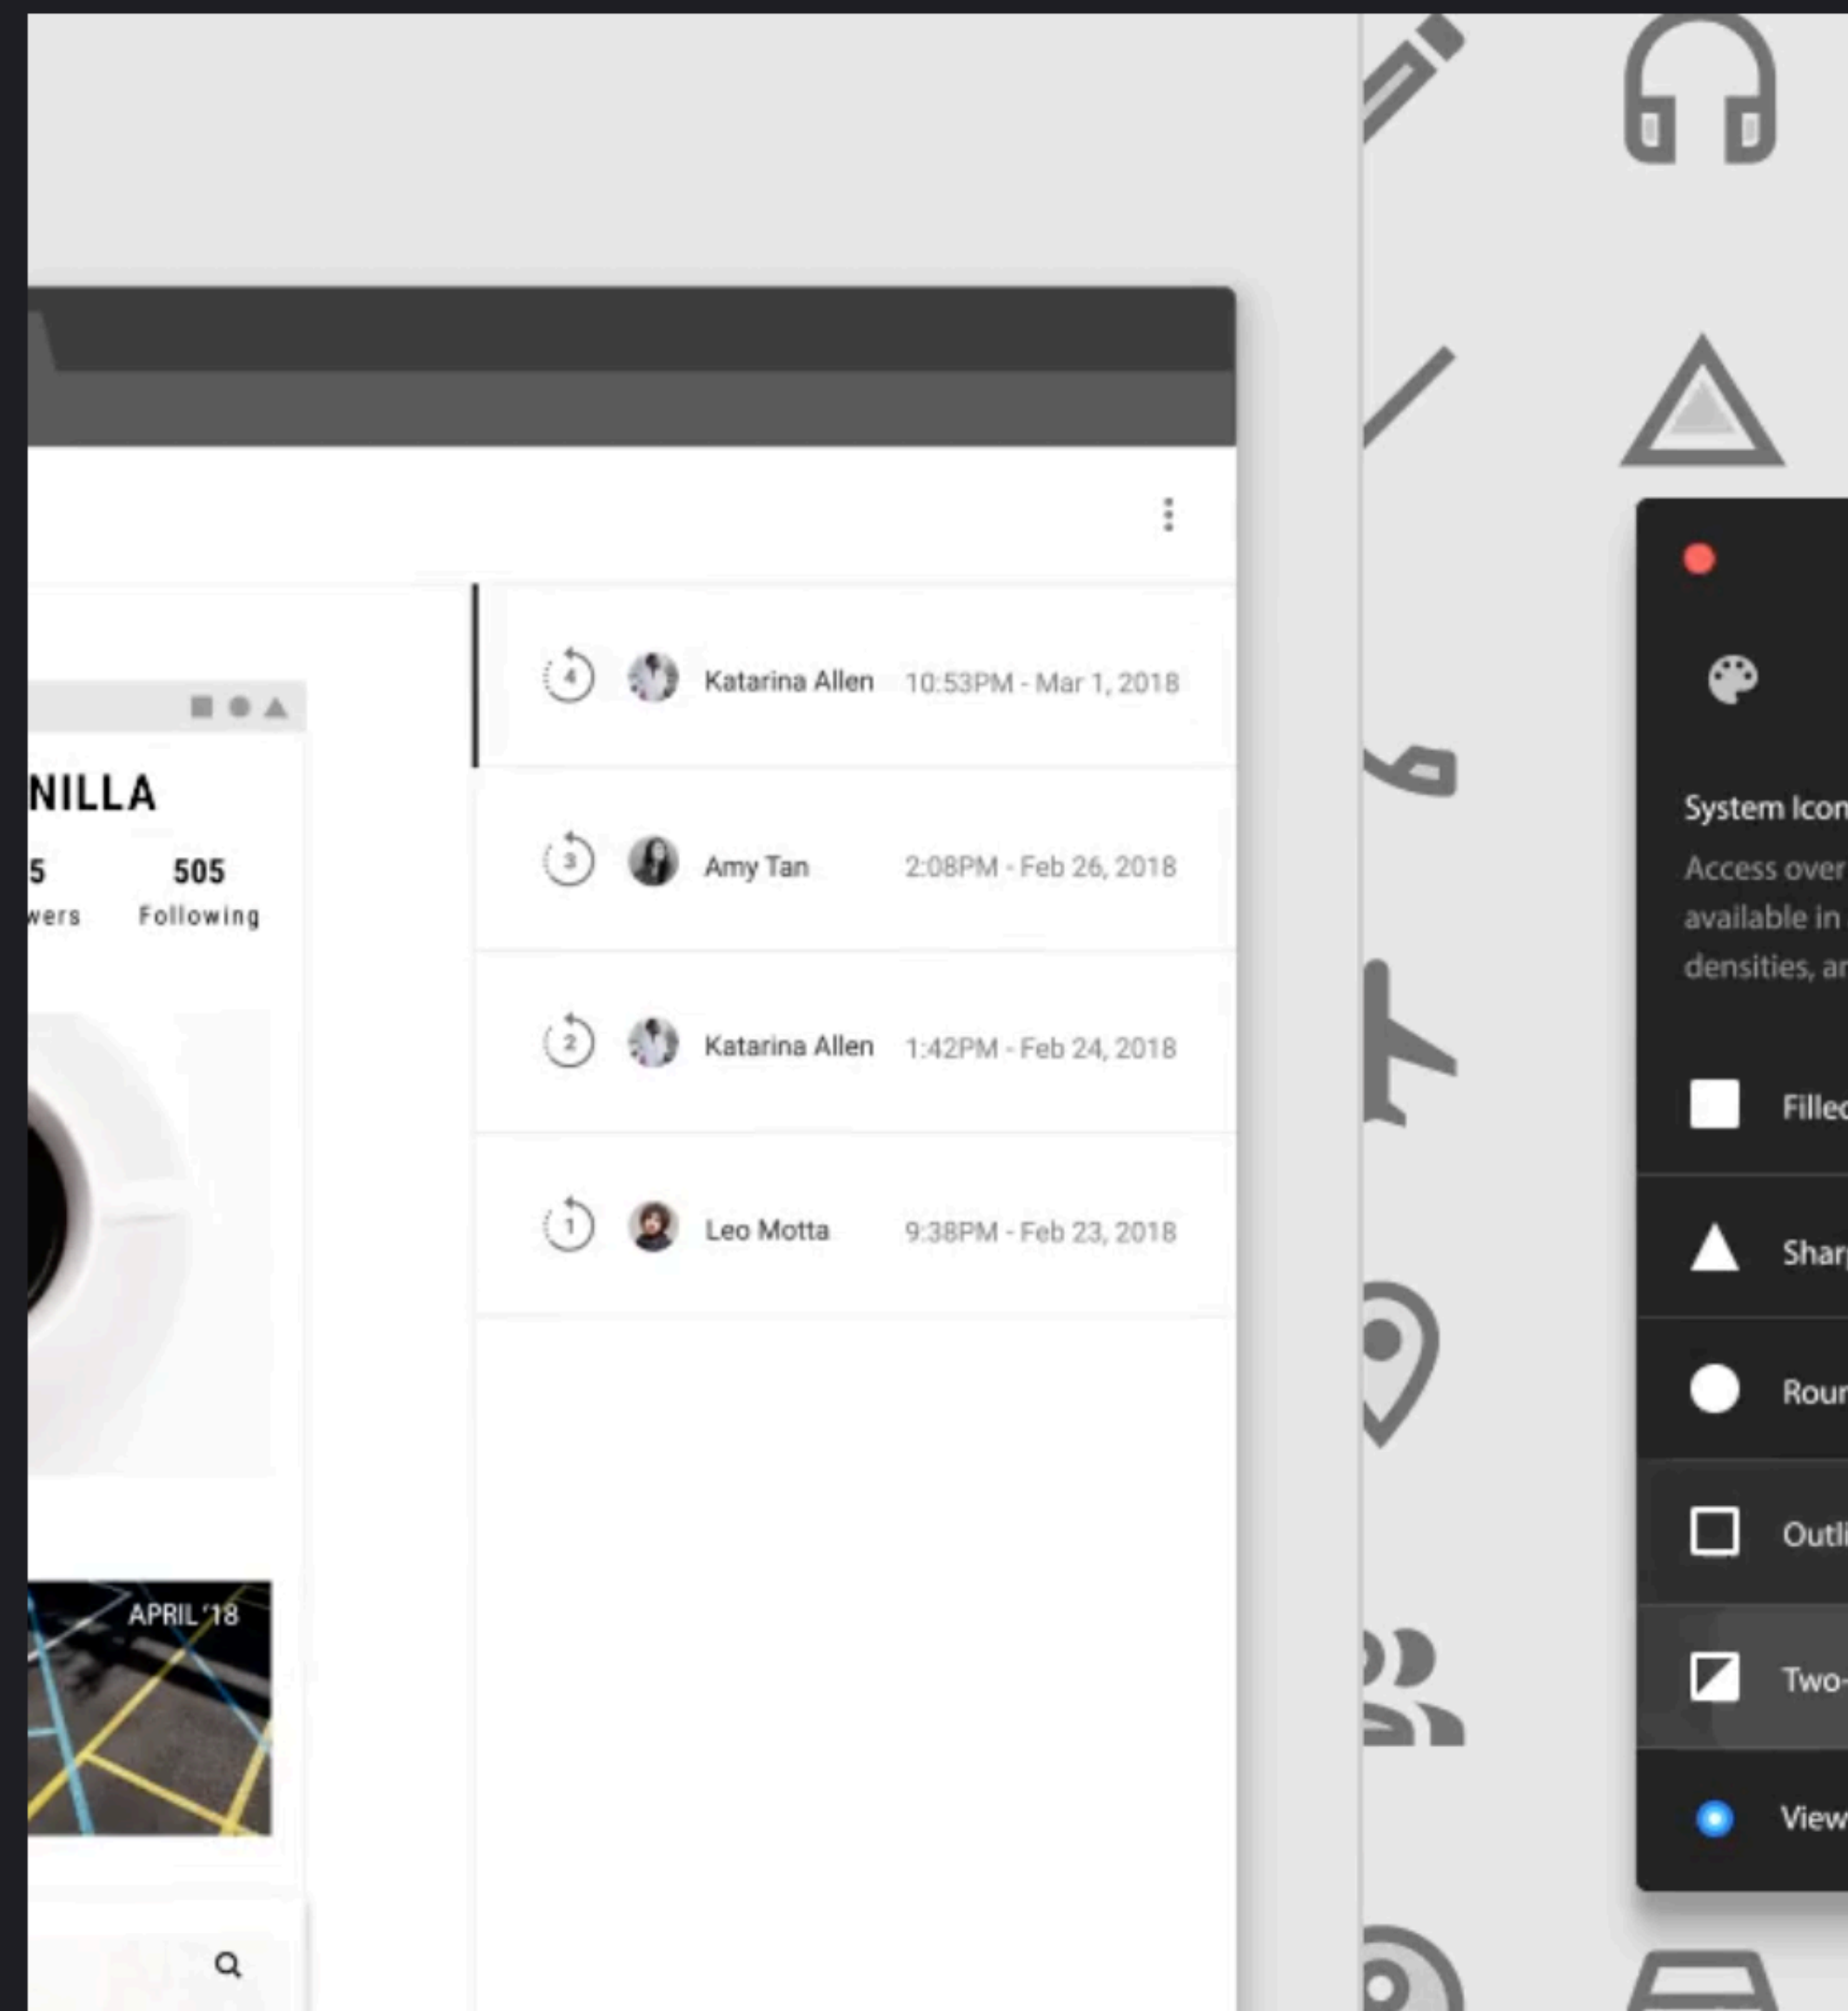 4 Katarina Allen 10:53PM - Mar 1, 2018
3 Amy Tan 2:08PM - Feb 26, 2018
2 Katarina Allen 1:42PM - Feb 24, 2018
1 Leo Motta 9:38PM - Feb 23, 2018
NILLA
5 505
wers Following
APRIL '18
System Icon
Access over
available in
densities, ar
Filled
Shar
Roun
Outli
Two-
View